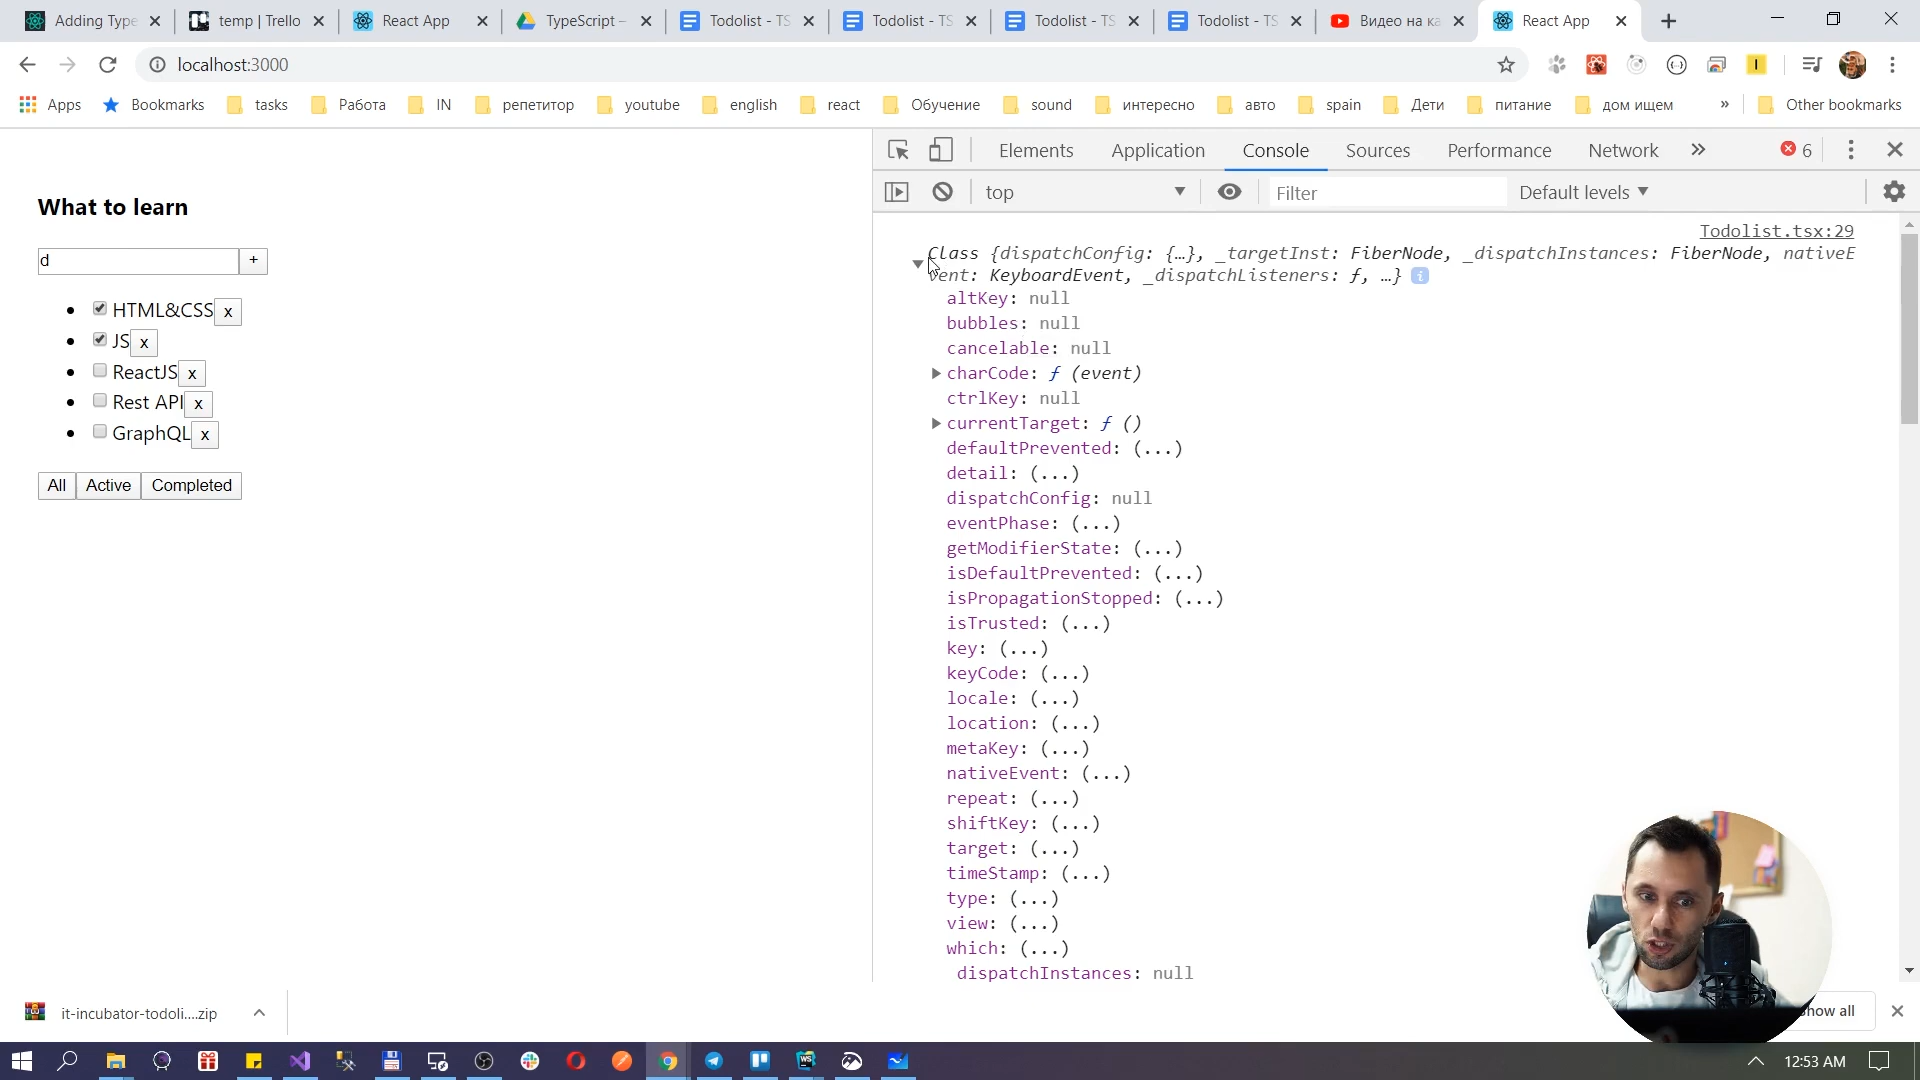 Adding Type
temp | Trello
React App
TypeScript –
Todolist - TS
Todolist - TS
Todolist - TS
Todolist - TS
Видео на ка
React App
localhost:3000
Apps
Bookmarks
tasks
Работа
IN
репетитор
youtube
english
react
Обучение
sound
интересно
авто
spain
Дети
питание
дом ищем
»
Other bookmarks
Elements
Application
Console
Sources
Performance
Network
6
top
Filter
Default levels
What to learn
d
+
HTML&CSS x
JS x
ReactJS x
Rest API x
GraphQL x
All
Active
Completed
Todolist.tsx:29
Class {dispatchConfig: {…}, _targetInst: FiberNode, _dispatchInstances: FiberNode, nativeE
vent: KeyboardEvent, _dispatchListeners: ƒ, …} i
altKey: null
bubbles: null
cancelable: null
charCode: ƒ (event)
ctrlKey: null
currentTarget: ƒ ()
defaultPrevented: (...)
detail: (...)
dispatchConfig: null
eventPhase: (...)
getModifierState: (...)
isDefaultPrevented: (...)
isPropagationStopped: (...)
isTrusted: (...)
key: (...)
keyCode: (...)
locale: (...)
location: (...)
metaKey: (...)
nativeEvent: (...)
repeat: (...)
shiftKey: (...)
target: (...)
timeStamp: (...)
type: (...)
view: (...)
which: (...)
dispatchInstances: null
it-incubator-todoli....zip
how all
12:53 AM